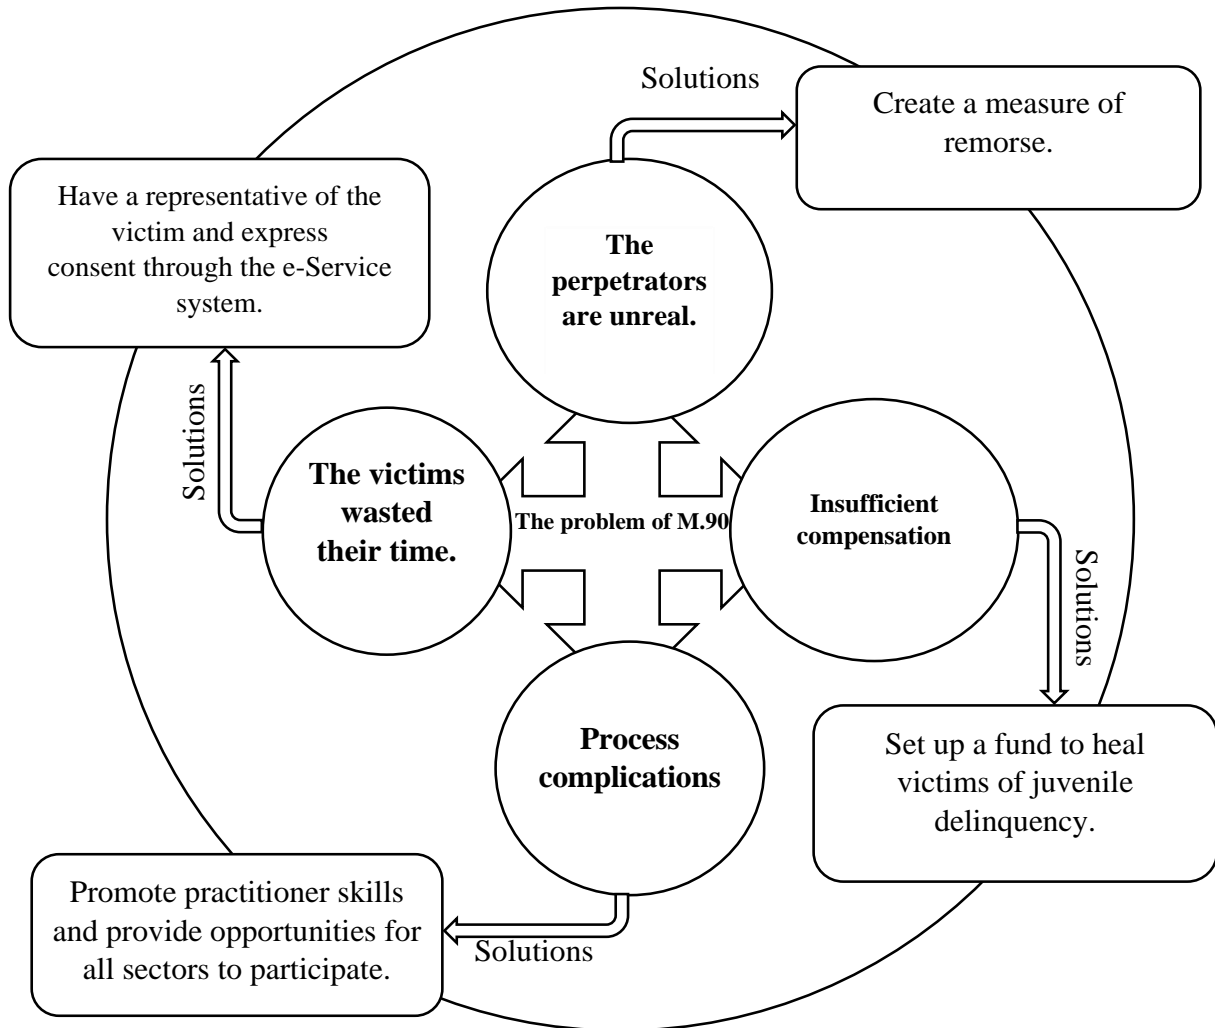 Solutions
Create a measure of
remorse.
Have a representative of the
victim and express
consent through the e-Service
system.
The
perpetrators
are unreal.
Solutions
The victims
wasted
their time.
The problem of M.90
Insufficient
compensation
Solutions
Process
complications
Set up a fund to heal
victims of juvenile
delinquency.
Promote practitioner skills
and provide opportunities for
all sectors to participate.
Solutions